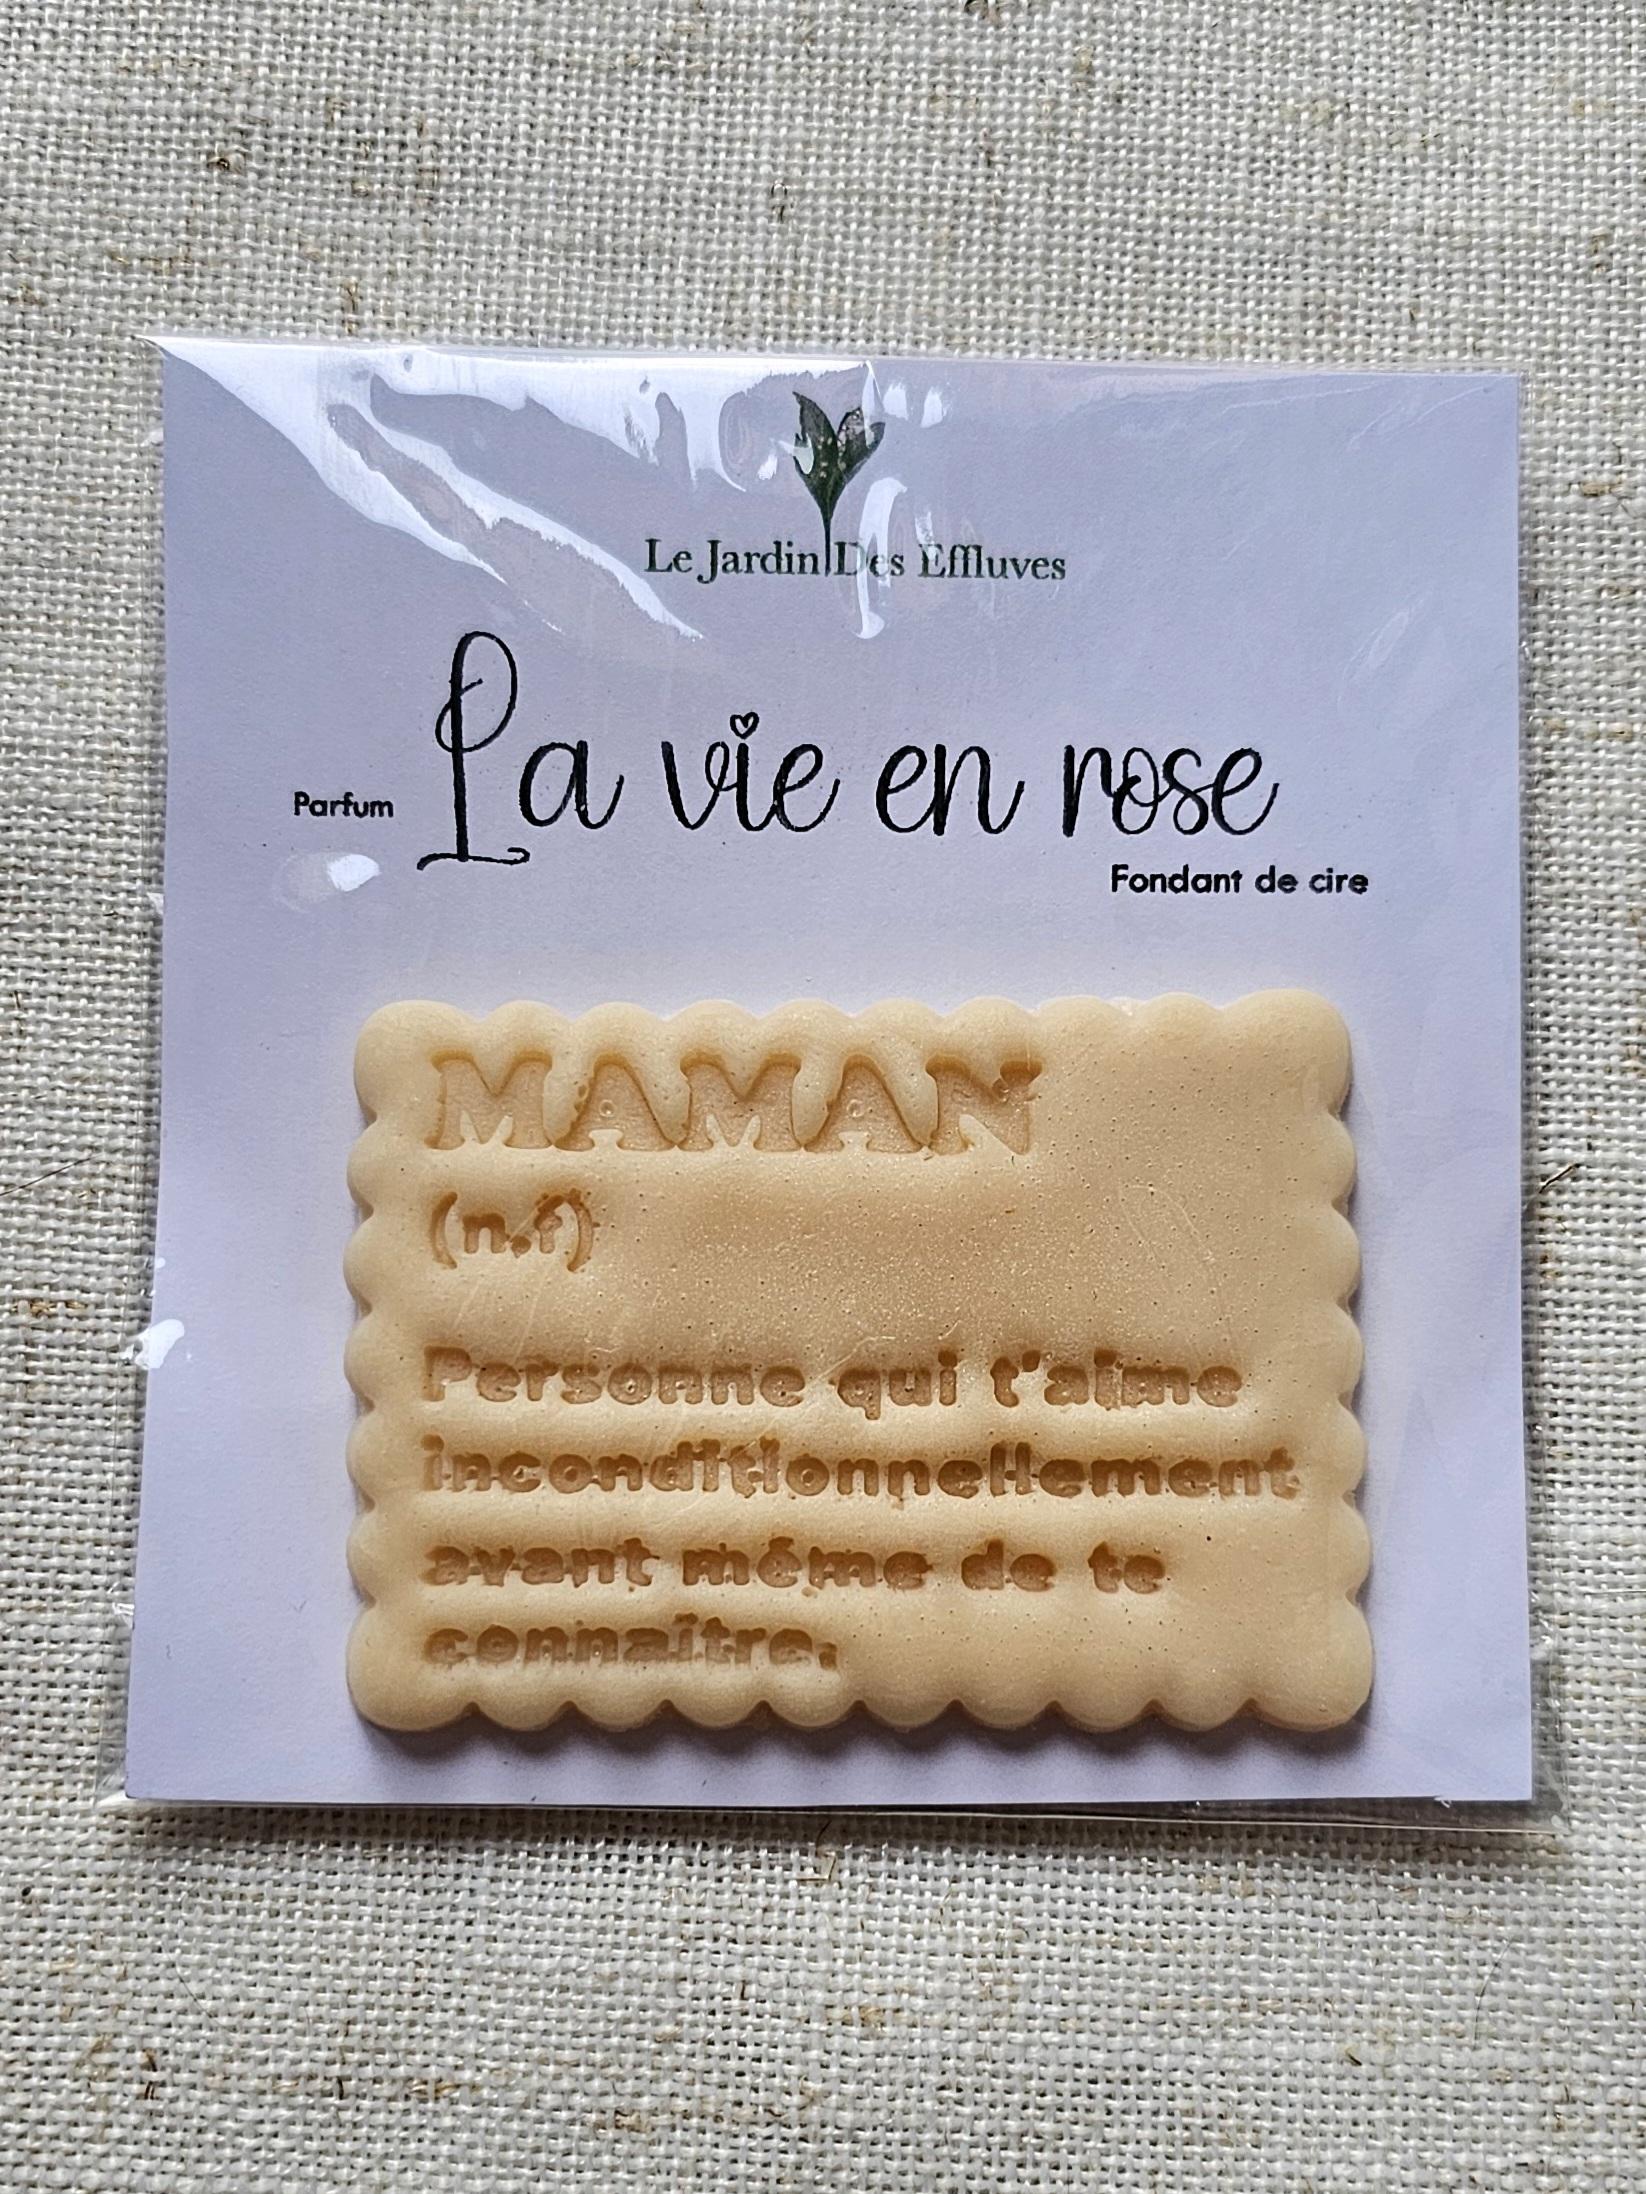 Le Jardin Des Effluves
Parfum La vie en rose
Fondant de cire
MAMAN
(n.f)
Personne qui t'aime
inconditionnellement
avant même de te
connaître.